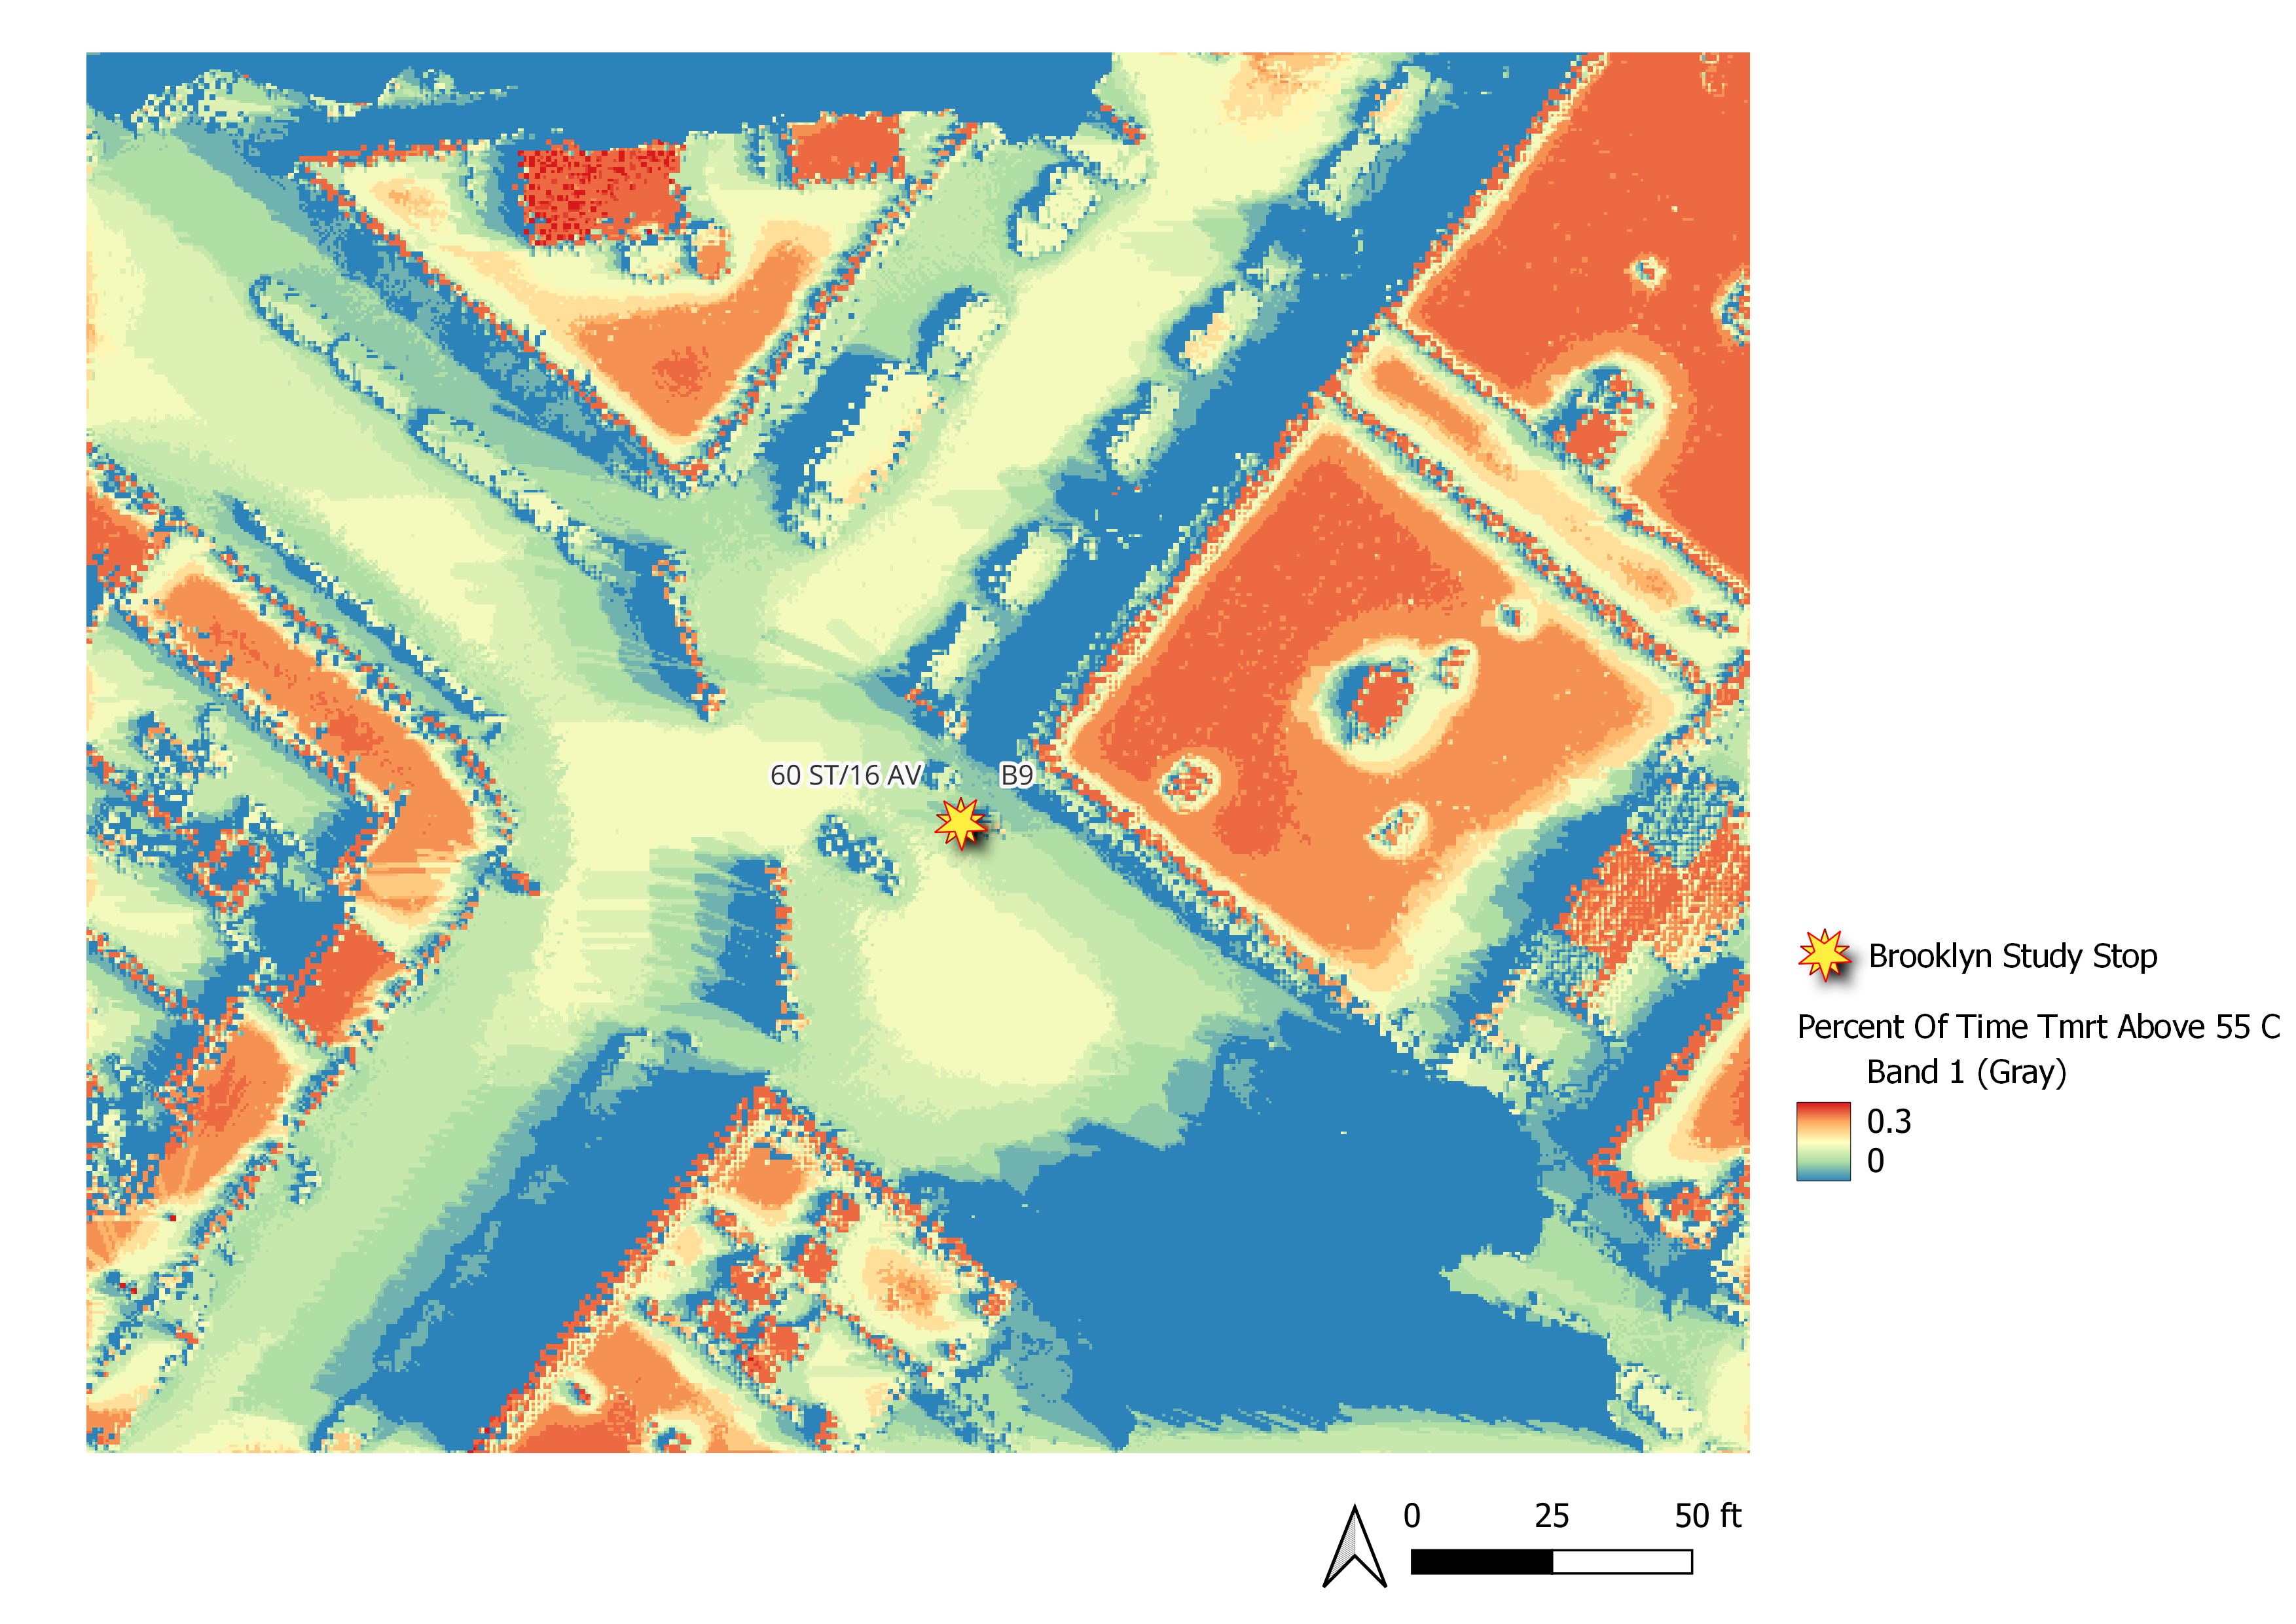 60 ST/16 AV B9
Brooklyn Study Stop
Percent Of Time Tmrt Above 55 C
Band 1 (Gray)
0.3
0
0 25 50 ft